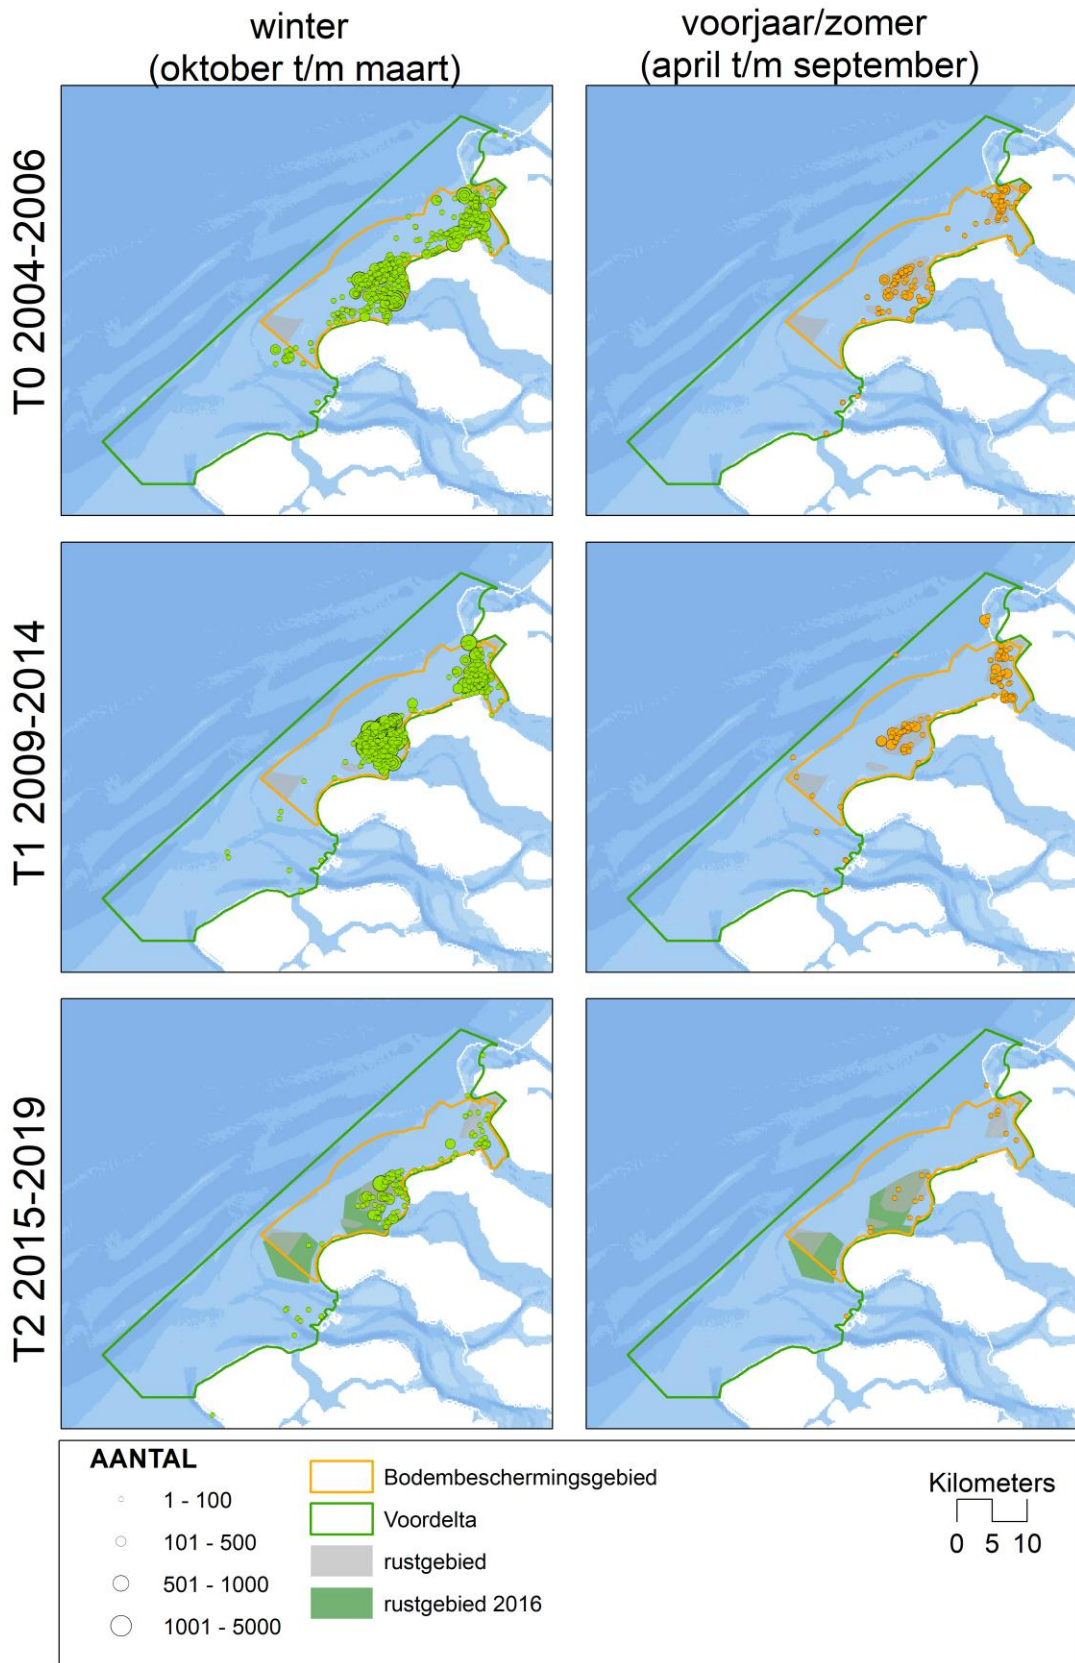 winter
(oktober t/m maart)
voorjaar/zomer
(april t/m september)
T0 2004-2006
T1 2009-2014
T2 2015-2019
AANTAL
1 - 100
101 - 500
501 - 1000
1001 - 5000
Bodembeschermingsgebied
Voordelta
rustgebied
rustgebied 2016
Kilometers
0 5 10